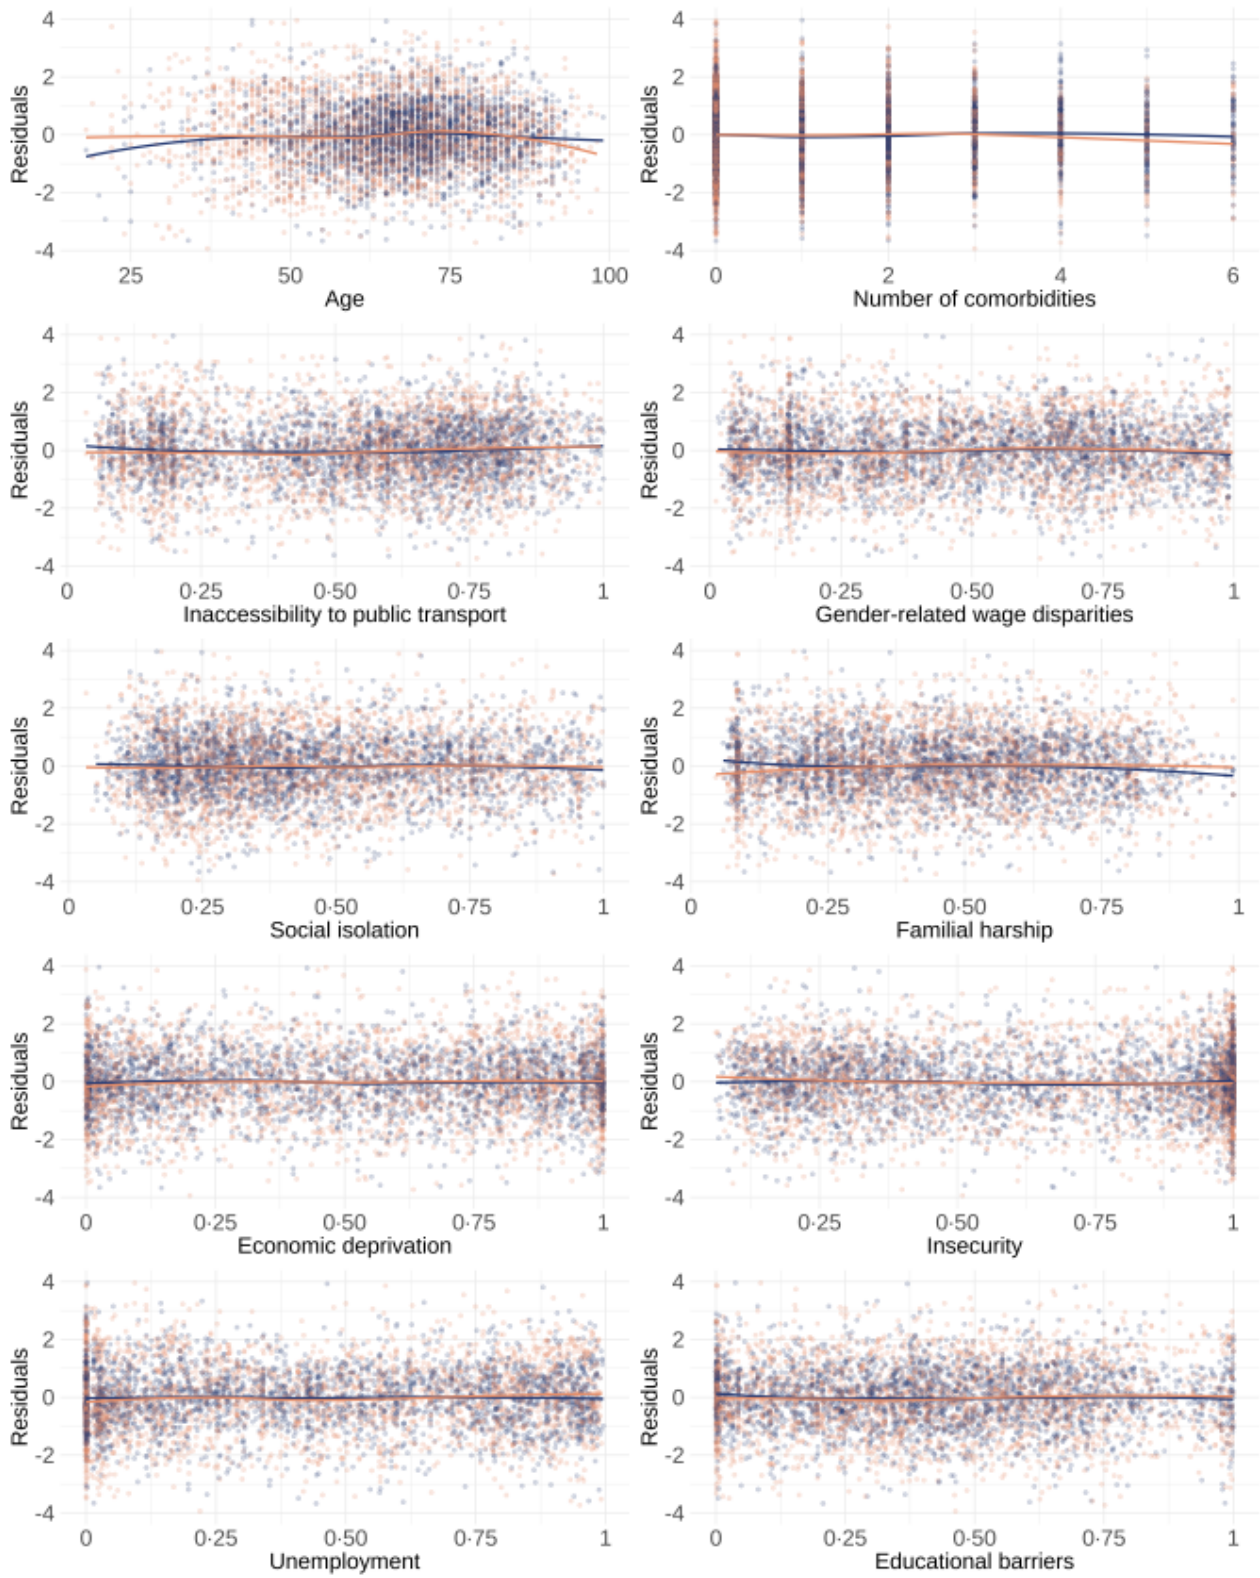 4
2
0
-2
-4
Residuals
25 50 75 100
Age
4
2
0
-2
-4
Residuals
0 2 4 6
Number of comorbidities
4
2
0
-2
-4
Residuals
0 0·25 0·50 0·75 1
Inaccessibility to public transport
4
2
0
-2
-4
Residuals
0 0·25 0·50 0·75 1
Gender-related wage disparities
4
2
0
-2
-4
Residuals
0 0·25 0·50 0·75 1
Social isolation
4
2
0
-2
-4
Residuals
0 0·25 0·50 0·75 1
Familial harship
4
2
0
-2
-4
Residuals
0 0·25 0·50 0·75 1
Economic deprivation
4
2
0
-2
-4
Residuals
0·25 0·50 0·75 1
Insecurity
4
2
0
-2
-4
Residuals
0 0·25 0·50 0·75 1
Unemployment
4
2
0
-2
-4
Residuals
0 0·25 0·50 0·75 1
Educational barriers